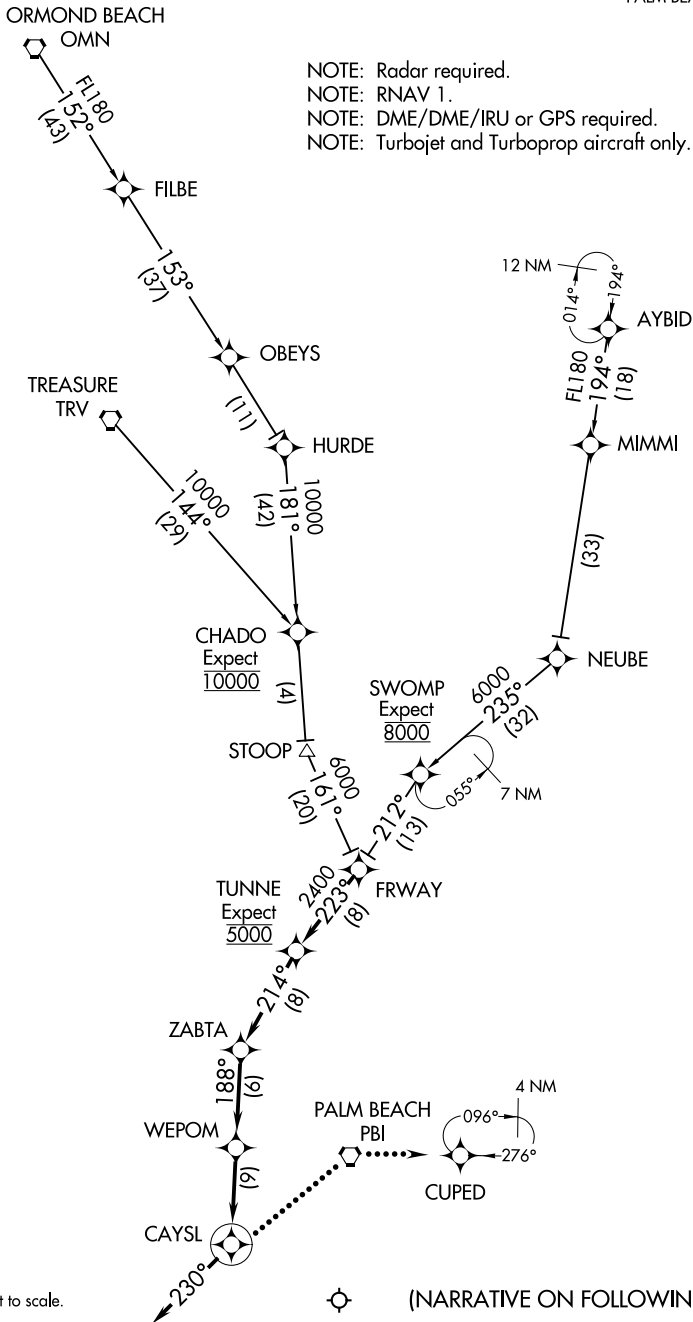 PALM BEA
ORMOND BEACH
OMN
NOTE: Radar required.
NOTE: RNAV 1.
NOTE: DME/DME/IRU or GPS required.
NOTE: Turbojet and Turboprop aircraft only.
FL180
152°
(43)
FILBE
153°
(37)
12 NM
014°
194°
AYBID
FL180
194°
(18)
OBEYS
TREASURE
TRV
(11)
HURDE
MIMMI
10000
144°
(29)
10000
181°
(42)
(33)
CHADO
Expect
10000
(4)
NEUBE
SWOMP
Expect
8000
6000
235°
(32)
STOOP
6000
161°
(20)
055°
7 NM
212°
(13)
TUNNE
Expect
5000
2400
223°
(8)
FRWAY
214°
(8)
ZABTA
188°
(6)
WEPOM
PALM BEACH
PBI
4 NM
096°
276°
CUPED
(6)
CAYSL
230°
t to scale.
(NARRATIVE ON FOLLOWIN